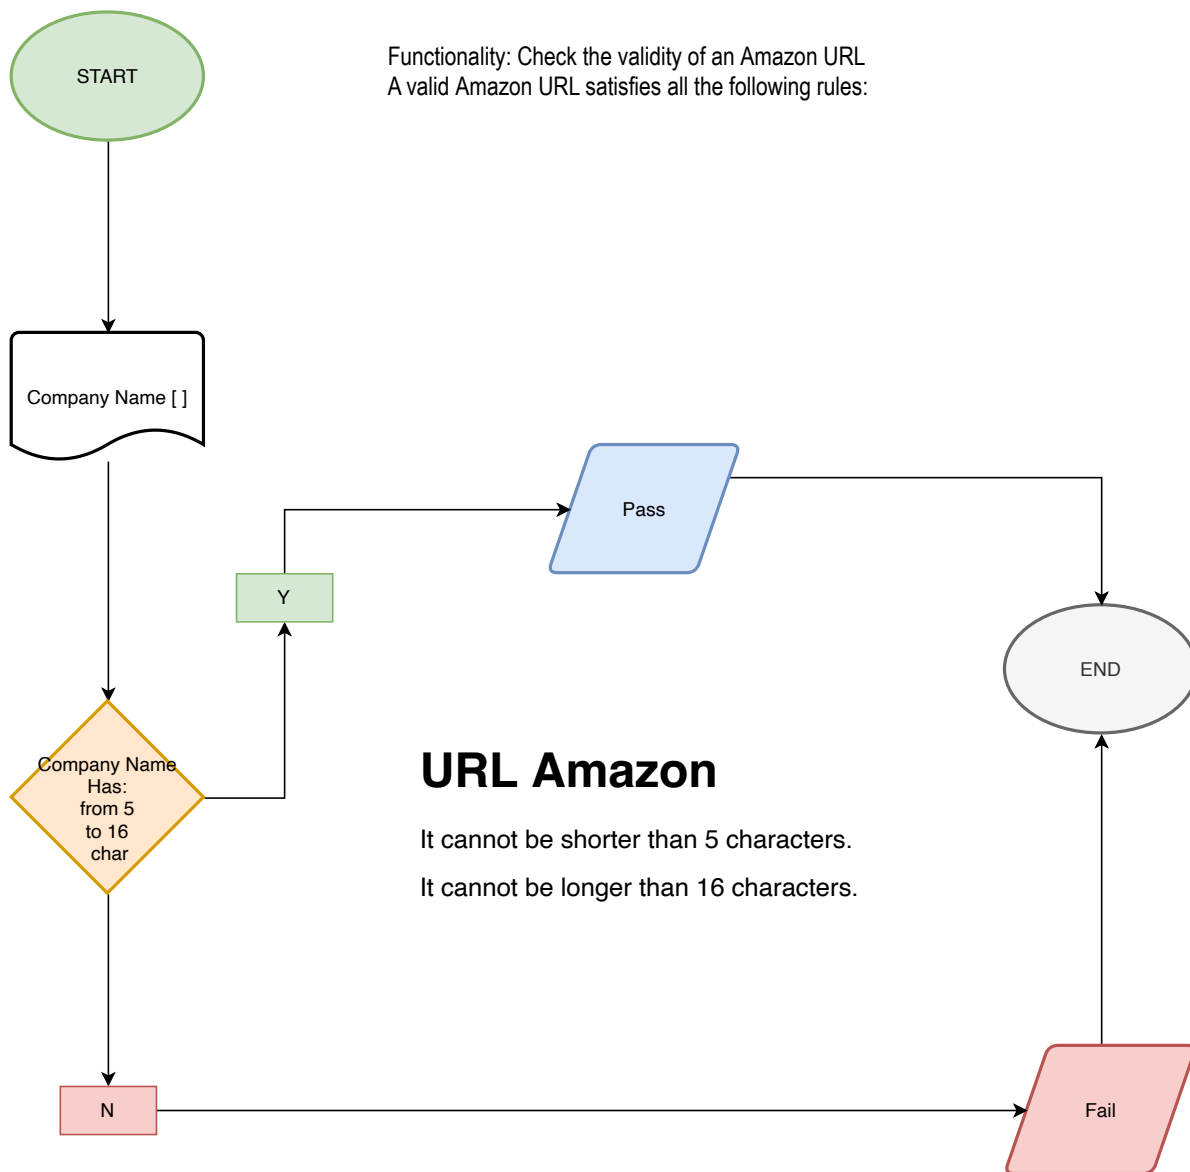 START
Functionality: Check the validity of an Amazon URL
A valid Amazon URL satisfies all the following rules:
Company Name [ ]
Pass
Y
END
Company Name
Has:
from 5
to 16
char
URL Amazon
It cannot be shorter than 5 characters.
It cannot be longer than 16 characters.
N
Fail